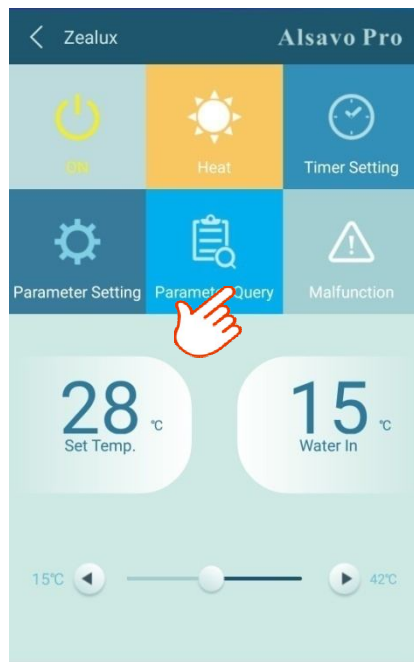 Zealux
Alsavo Pro
ON
Heat
Timer Setting
Parameter Setting
Parameter Query
Malfunction
28 ℃
Set Temp.
15 ℃
Water In
15℃
42℃